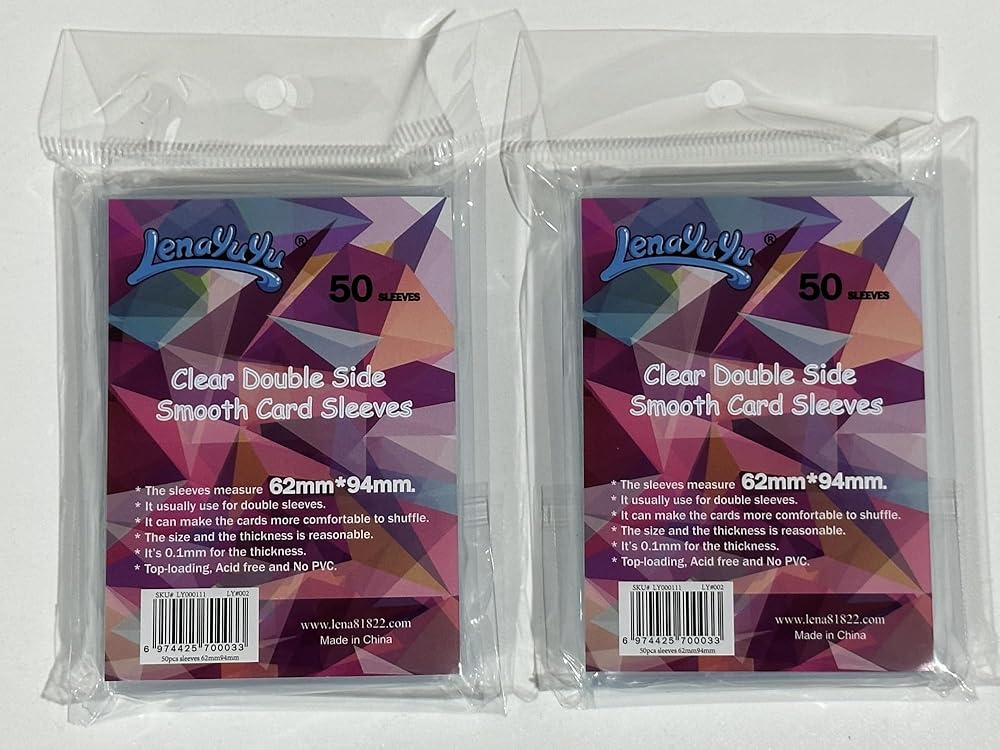 LenaYuYu ®
50 SLEEVES
Clear Double Side
Smooth Card Sleeves
* The sleeves measure 62mm*94mm.
* It usually use for double sleeves.
* It can make the cards more comfortable to shuffle.
* The size and the thickness is reasonable.
* It's 0.1mm for the thickness.
* Top-loading, Acid free and No PVC.
SKU# LY000111 LY#002
6 974425 700033
50pcs sleeves 62mm94mm
www.lena81822.com
Made in China
LenaYuYu ®
50 SLEEVES
Clear Double Side
Smooth Card Sleeves
* The sleeves measure 62mm*94mm.
* It usually use for double sleeves.
* It can make the cards more comfortable to shuffle.
* The size and the thickness is reasonable.
* It's 0.1mm for the thickness.
* Top-loading, Acid free and No PVC.
SKU# LY000111 LY#002
6 974425 700033
50pcs sleeves 62mm94mm
www.lena81822.com
Made in China